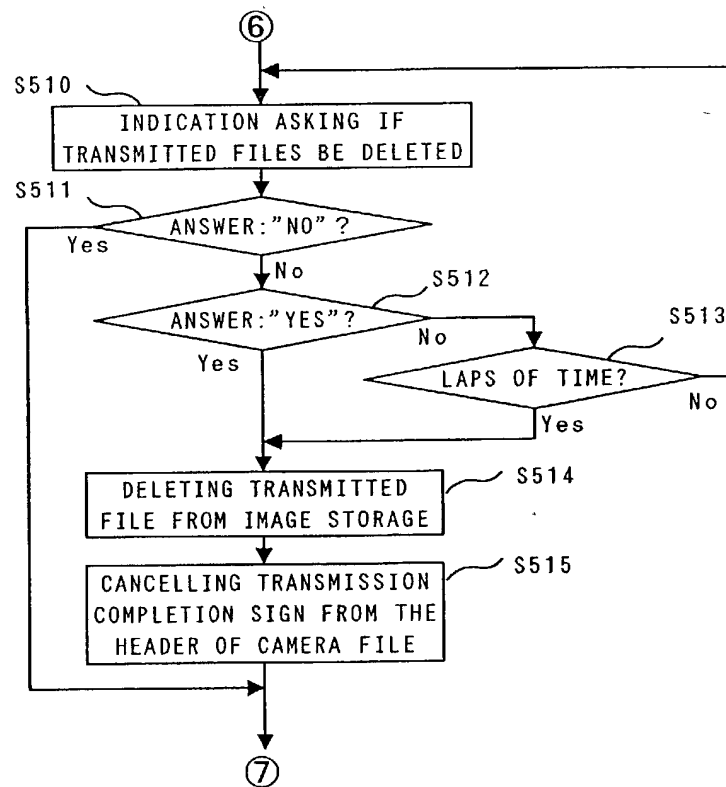 ⑥
S510
INDICATION ASKING IF
TRANSMITTED FILES BE DELETED
S511
ANSWER:"NO"?
Yes
No
S512
ANSWER:"YES"?
No
Yes
S513
LAPS OF TIME?
No
Yes
S514
DELETING TRANSMITTED
FILE FROM IMAGE STORAGE
S515
CANCELLING TRANSMISSION
COMPLETION SIGN FROM THE
HEADER OF CAMERA FILE
⑦